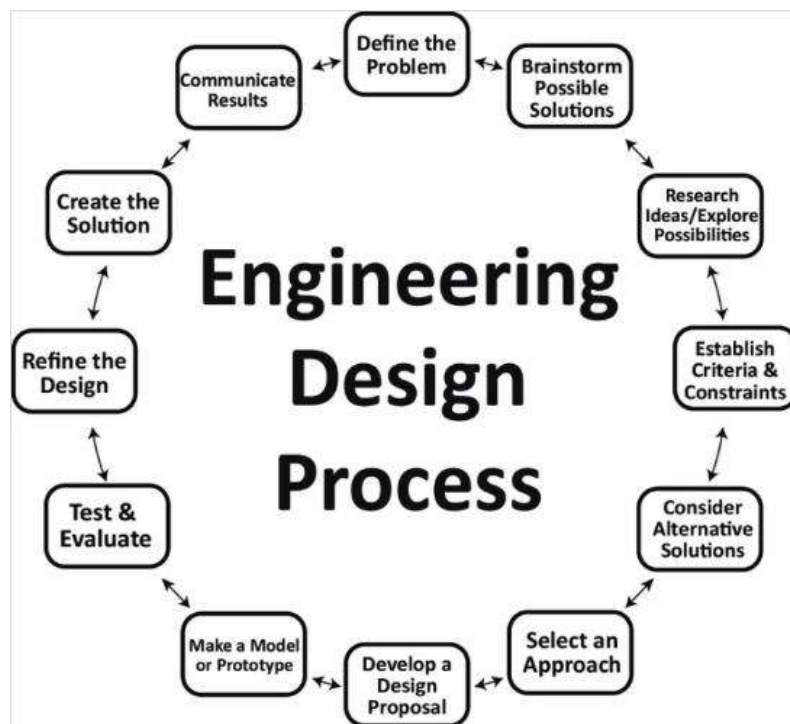 Define the
Problem
Brainstorm
Possible
Solutions
Research
Ideas/Explore
Possibilities
Establish
Criteria &
Constraints
Consider
Alternative
Solutions
Select an
Approach
Develop a
Design
Proposal
Make a Model
or Prototype
Test &
Evaluate
Refine the
Design
Create the
Solution
Communicate
Results
Engineering
Design
Process